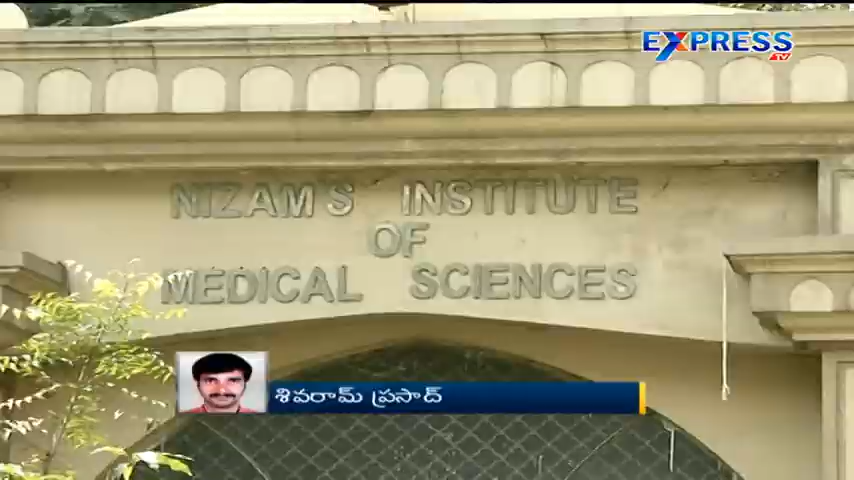 EXPRESS
TV
NIZAM'S INSTITUTE
OF
MEDICAL SCIENCES
శివరామ్ ప్రసాద్